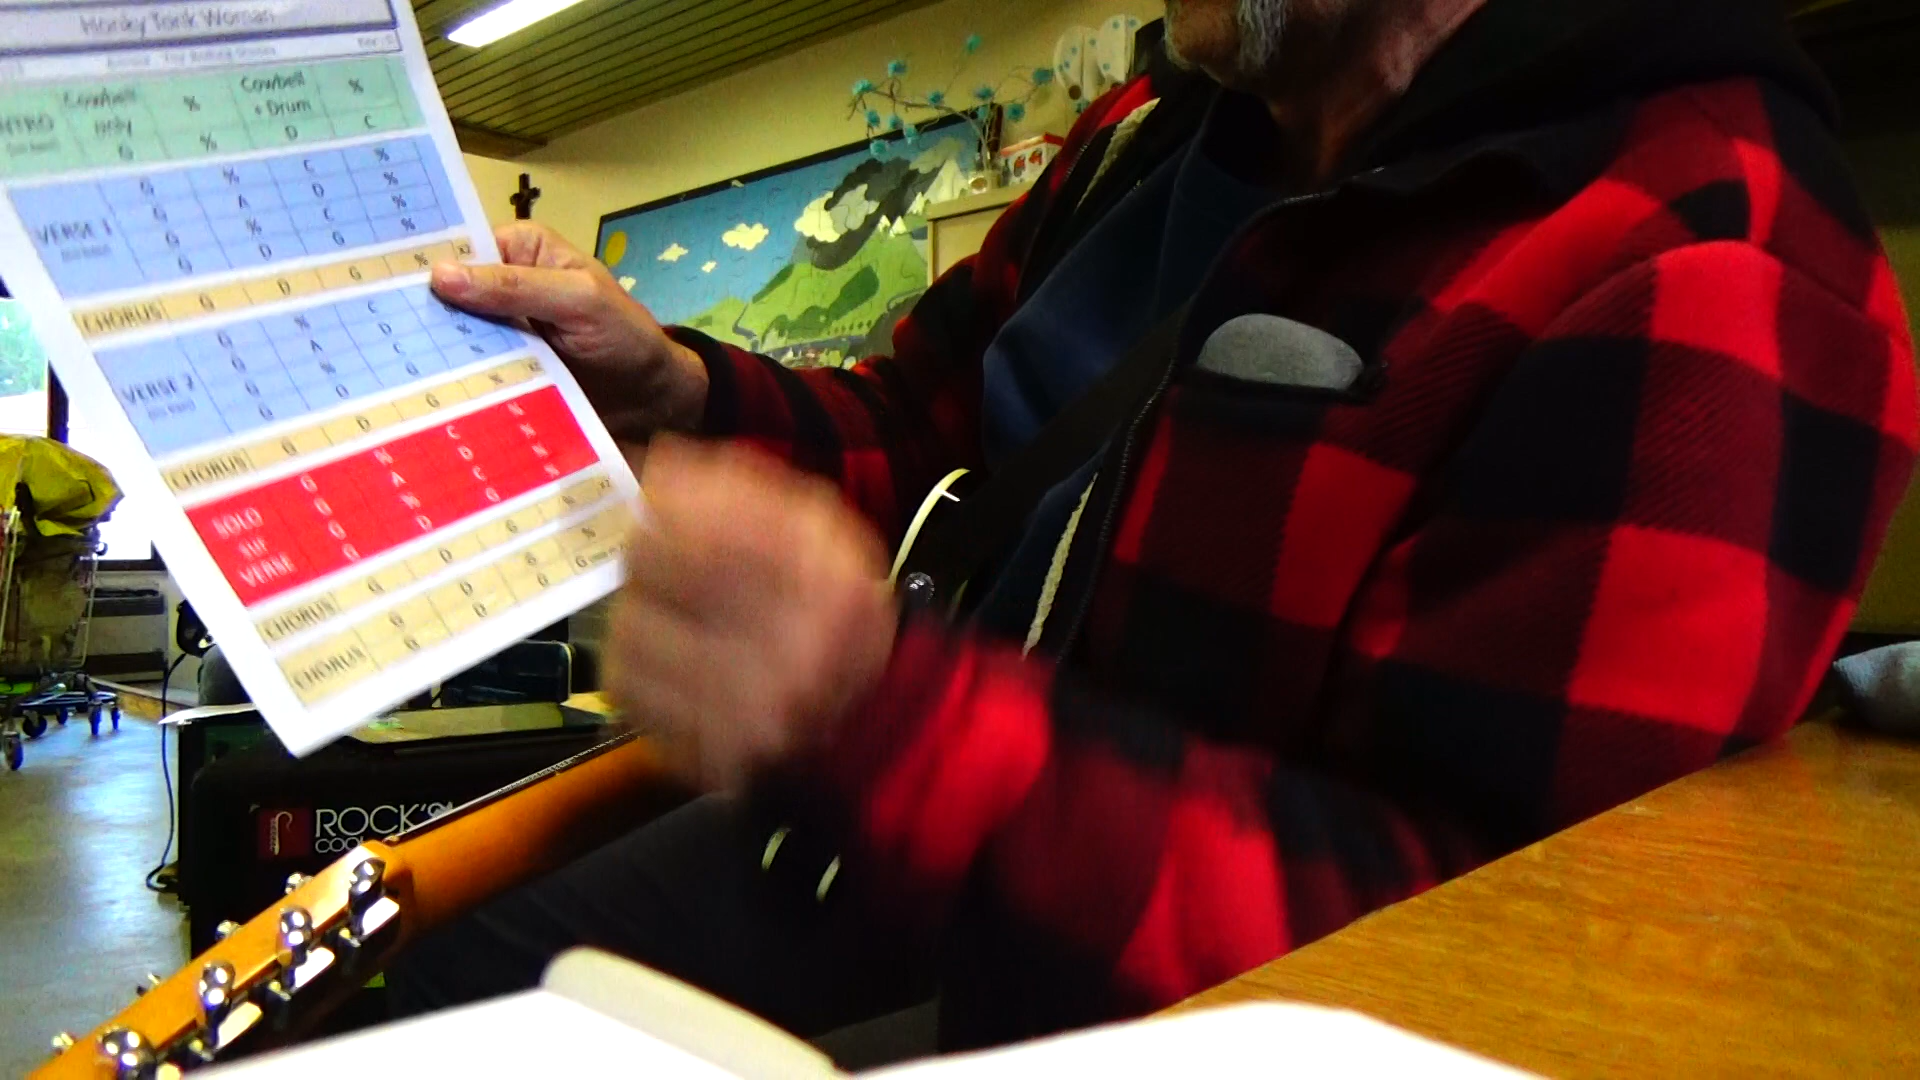 Honky Tonk Woman
Cowbell % Cowbell %
only + Drum
INTRO G % D C
G % C %
G A D %
VERSE 1 G % C %
G D G %
CHORUS G D G % x2
G % C
G A D %
VERSE 2 G % C %
G D G
CHORUS G D G % x2
G % C %
SOLO G A D %
sur G % C %
VERSE G D G %
CHORUS G D G % x2
G D G %
CHORUS G D G G
ROCK'
COOL